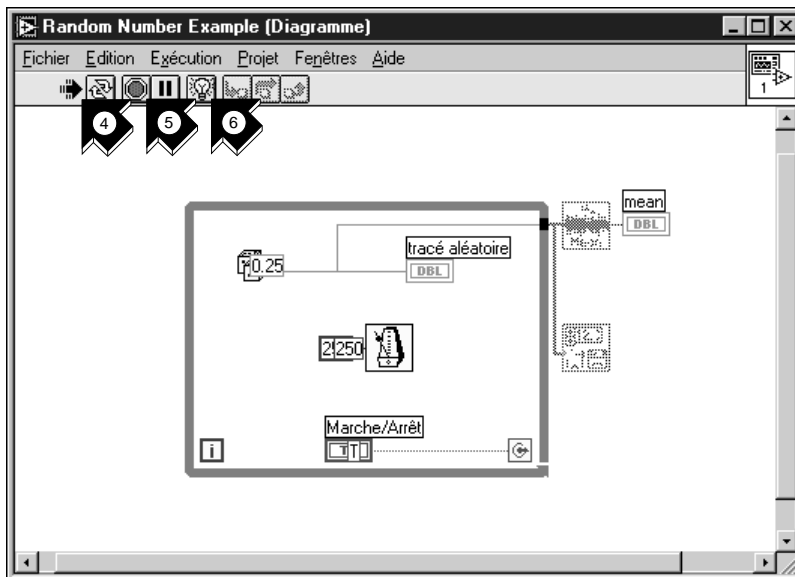 Random Number Example (Diagramme)
Fichier Edition Exécution Projet Fenêtres Aide
1
4 5 6
mean
DBL
tracé aléatoire
0.25
DBL
250
Marche/Arrêt
T
i